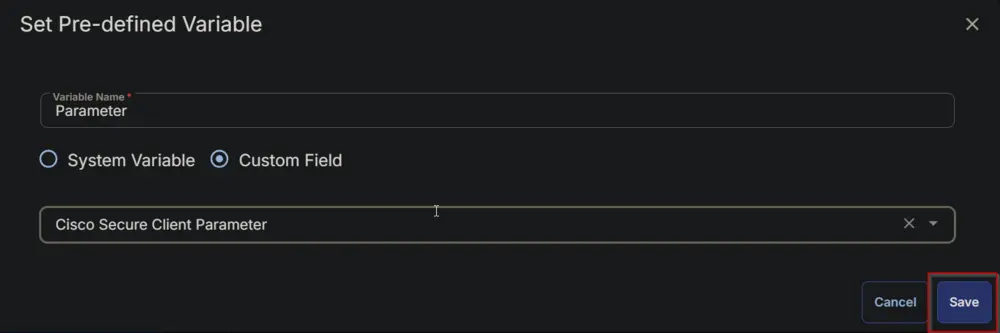 Set Pre-defined Variable
Variable Name *
Parameter
System Variable Custom Field
Cisco Secure Client Parameter
Cancel Save